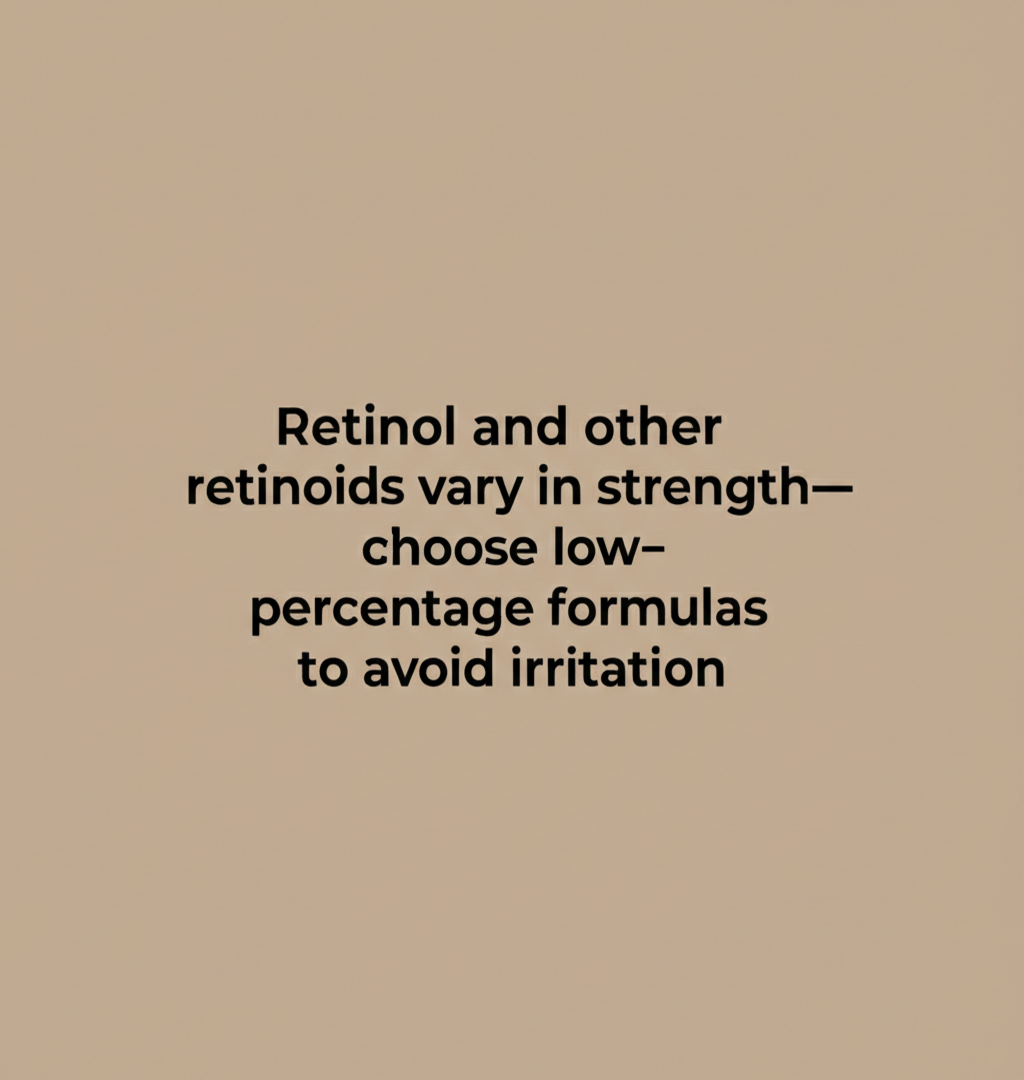 Retinol and other
retinoids vary in strength—
choose low–
percentage formulas
to avoid irritation